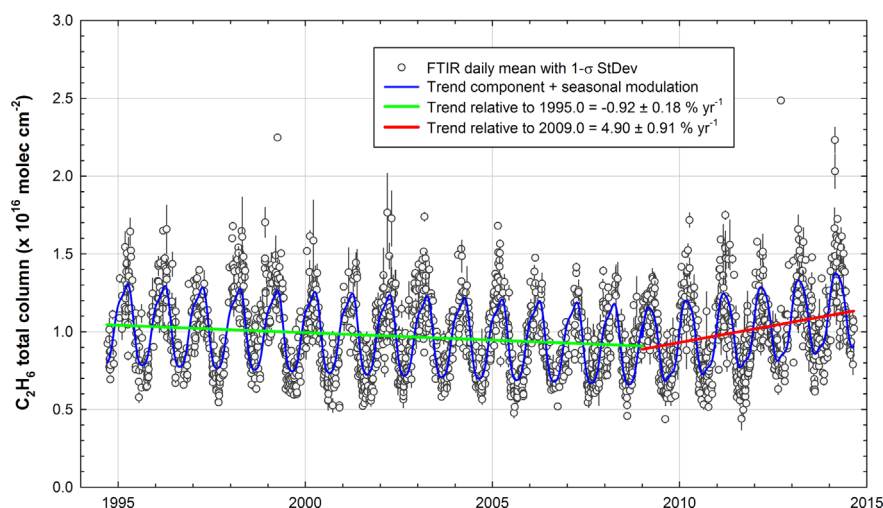 3.0
2.5
2.0
1.5
1.0
0.5
0.0
C2H6 total column (x 10^16 molec cm^-2)
FTIR daily mean with 1-σ StDev
Trend component + seasonal modulation
Trend relative to 1995.0 = -0.92 ± 0.18 % yr^-1
Trend relative to 2009.0 = 4.90 ± 0.91 % yr^-1
1995 2000 2005 2010 2015